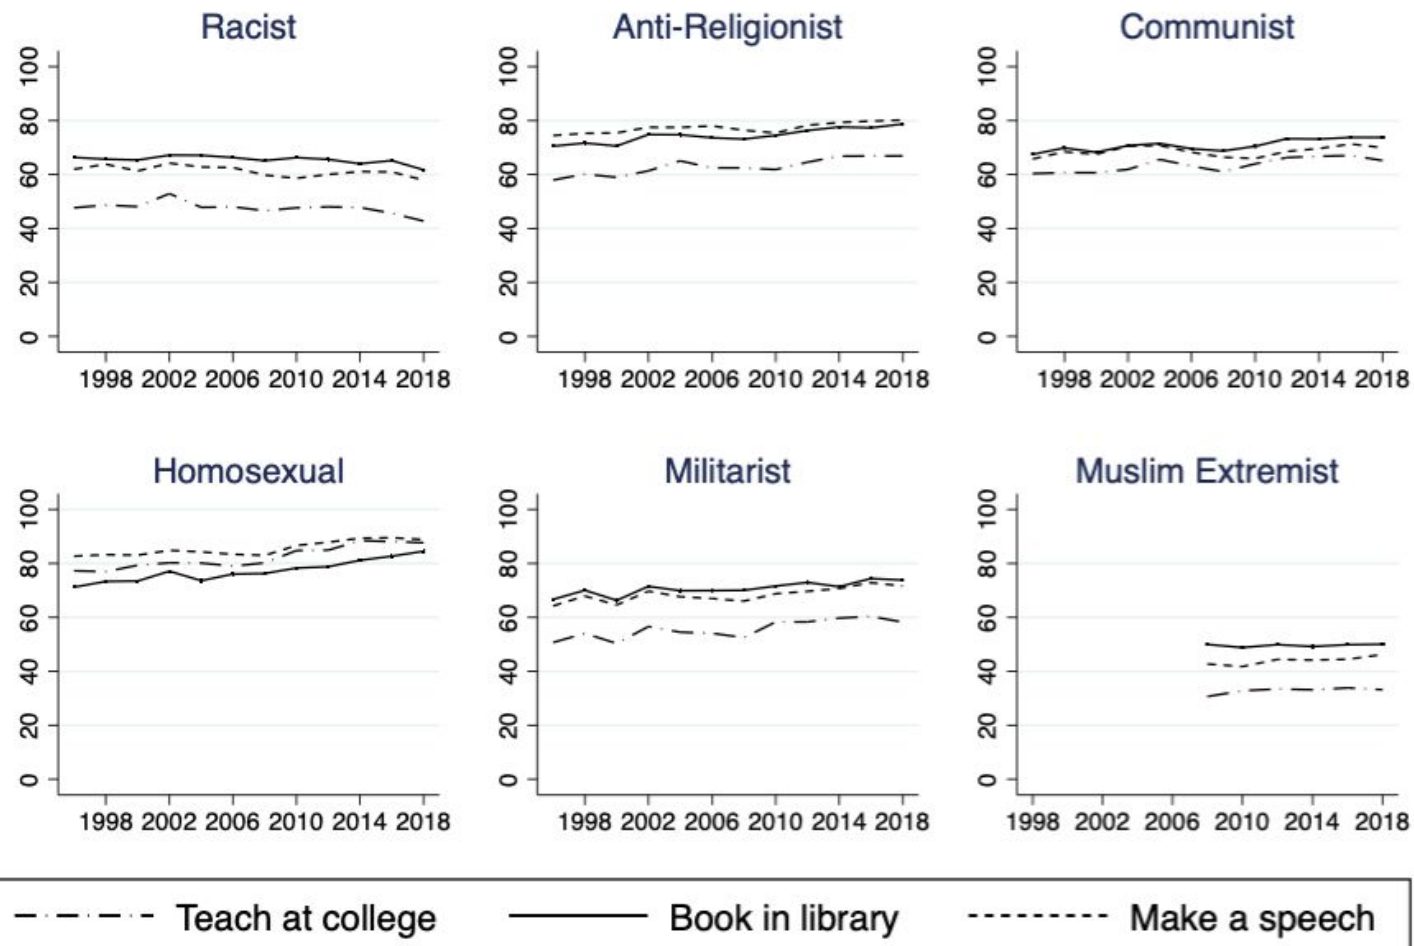 Racist
Anti-Religionist
Communist
100
80
60
40
20
0
1998 2002 2006 2010 2014 2018
100
80
60
40
20
0
1998 2002 2006 2010 2014 2018
100
80
60
40
20
0
1998 2002 2006 2010 2014 2018
Homosexual
Militarist
Muslim Extremist
100
80
60
40
20
0
1998 2002 2006 2010 2014 2018
100
80
60
40
20
0
1998 2002 2006 2010 2014 2018
100
80
60
40
20
0
1998 2002 2006 2010 2014 2018
Teach at college
Book in library
Make a speech